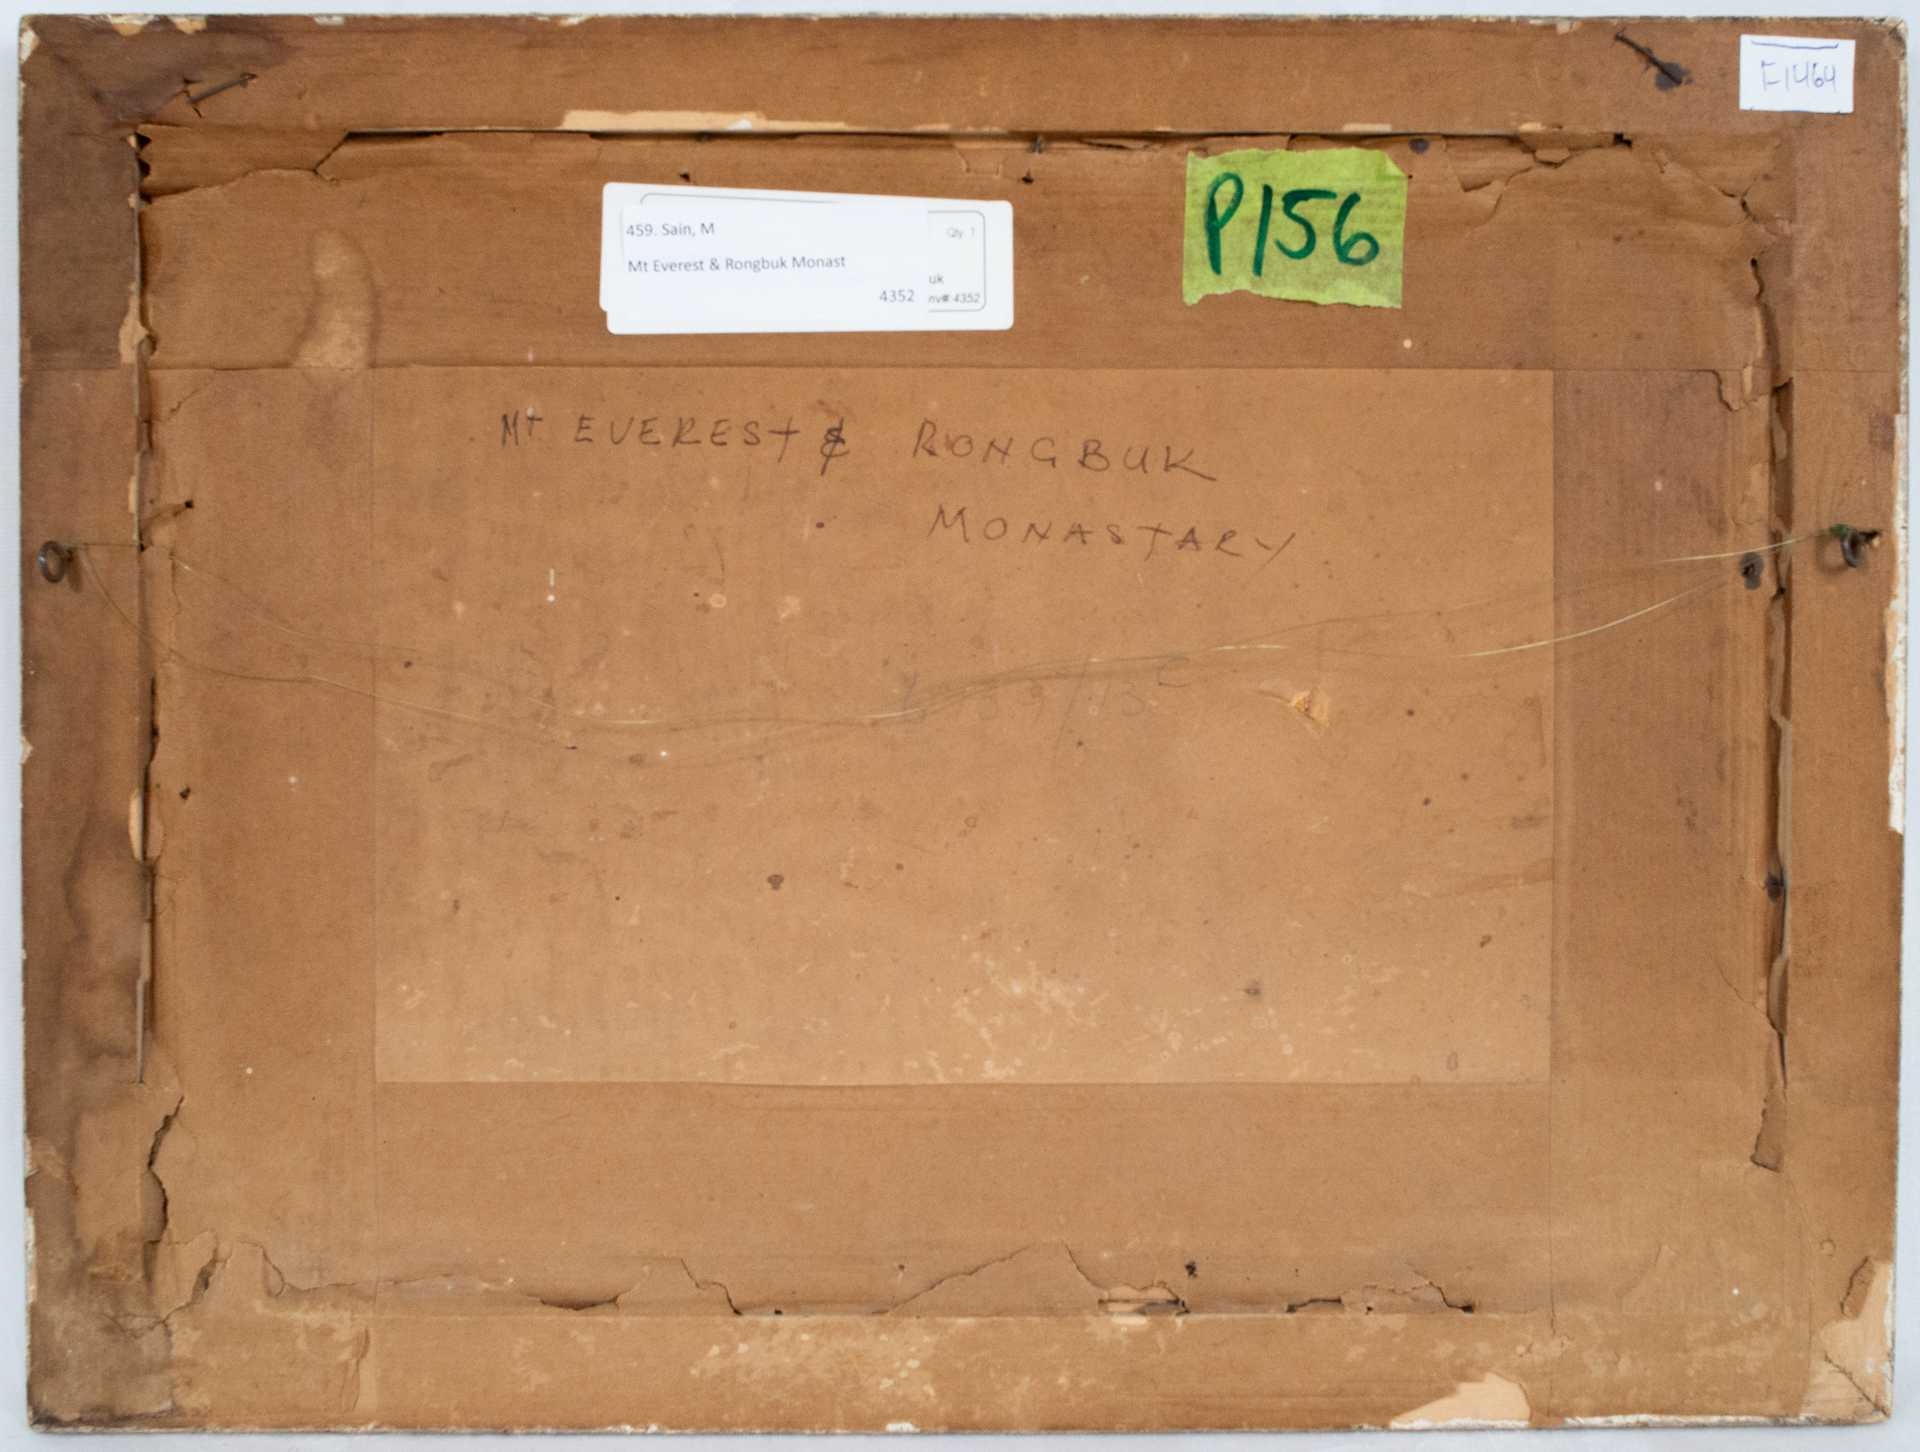 F1464
P156
459. Sain, M
Qty 1
Mt Everest & Rongbuk Monast
uk
4352
nv#: 4352
Mt EVEREST & RONGBUK
MONASTARY